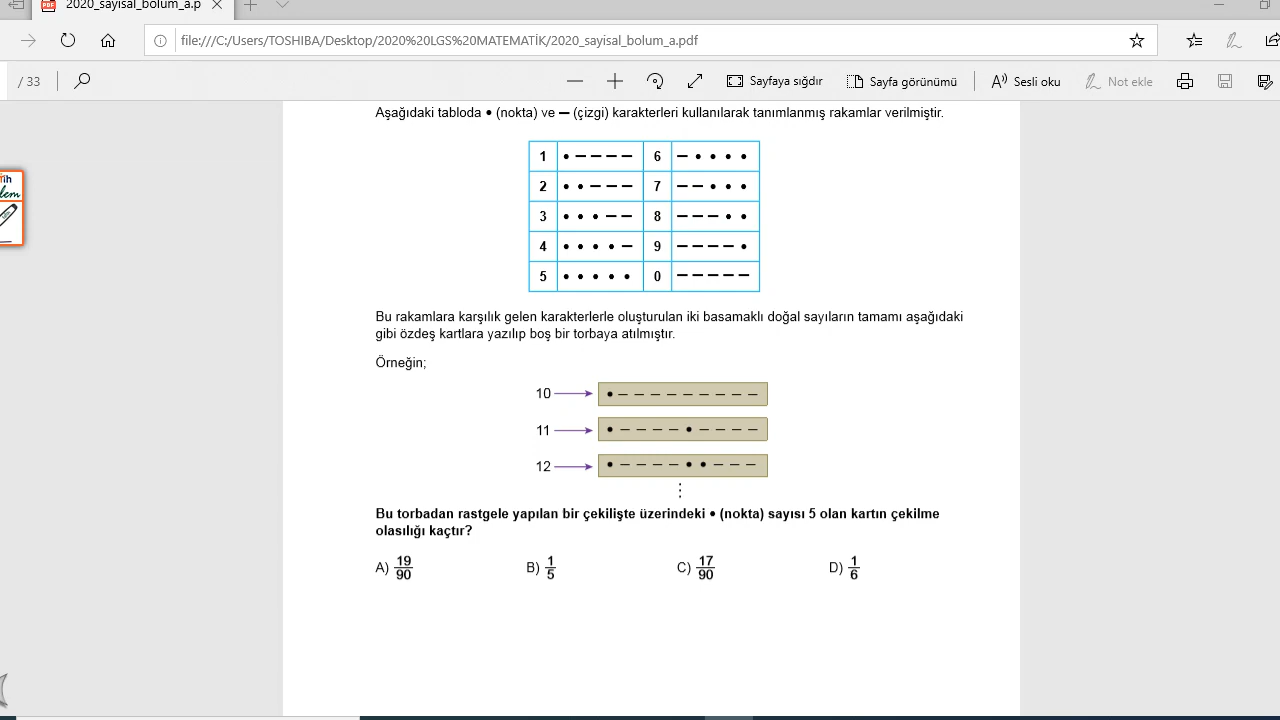 2020_sayisal_bolum_a.p
file:///C:/Users/TOSHIBA/Desktop/2020%20LGS%20MATEMATİK/2020_sayisal_bolum_a.pdf
/ 33
Sayfaya sığdır
Sayfa görünümü
Sesli oku
Not ekle
Aşağıdaki tabloda • (nokta) ve — (çizgi) karakterleri kullanılarak tanımlanmış rakamlar verilmiştir.
1 • — — — — 6 — • • • •
2 • • — — — 7 — — • • •
3 • • • — — 8 — — — • •
4 • • • • — 9 — — — — •
5 • • • • • 0 — — — — —
Bu rakamlara karşılık gelen karakterlerle oluşturulan iki basamaklı doğal sayıların tamamı aşağıdaki
gibi özdeş kartlara yazılıp boş bir torbaya atılmıştır.
Örneğin;
10 • — — — — — — — — —
11 • — — — — • — — — —
12 • — — — — • • — — —
Bu torbadan rastgele yapılan bir çekilişte üzerindeki • (nokta) sayısı 5 olan kartın çekilme
olasılığı kaçtır?
A) 19/90 B) 1/5 C) 17/90 D) 1/6